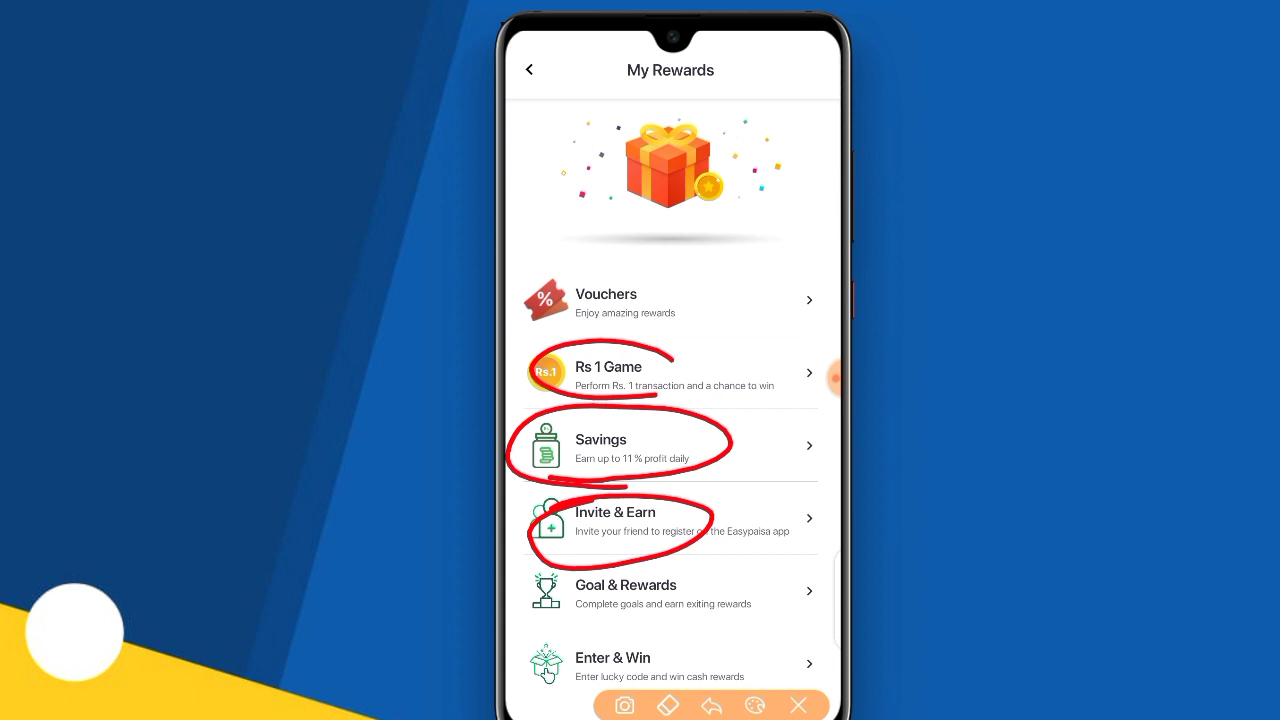 My Rewards
%
Vouchers
Enjoy amazing rewards
Rs.1
Rs 1 Game
Perform Rs. 1 transaction and a chance to win
Savings
Earn up to 11 % profit daily
Invite & Earn
Invite your friend to register on the Easypaisa app
Goal & Rewards
Complete goals and earn exiting rewards
Enter & Win
Enter lucky code and win cash rewards